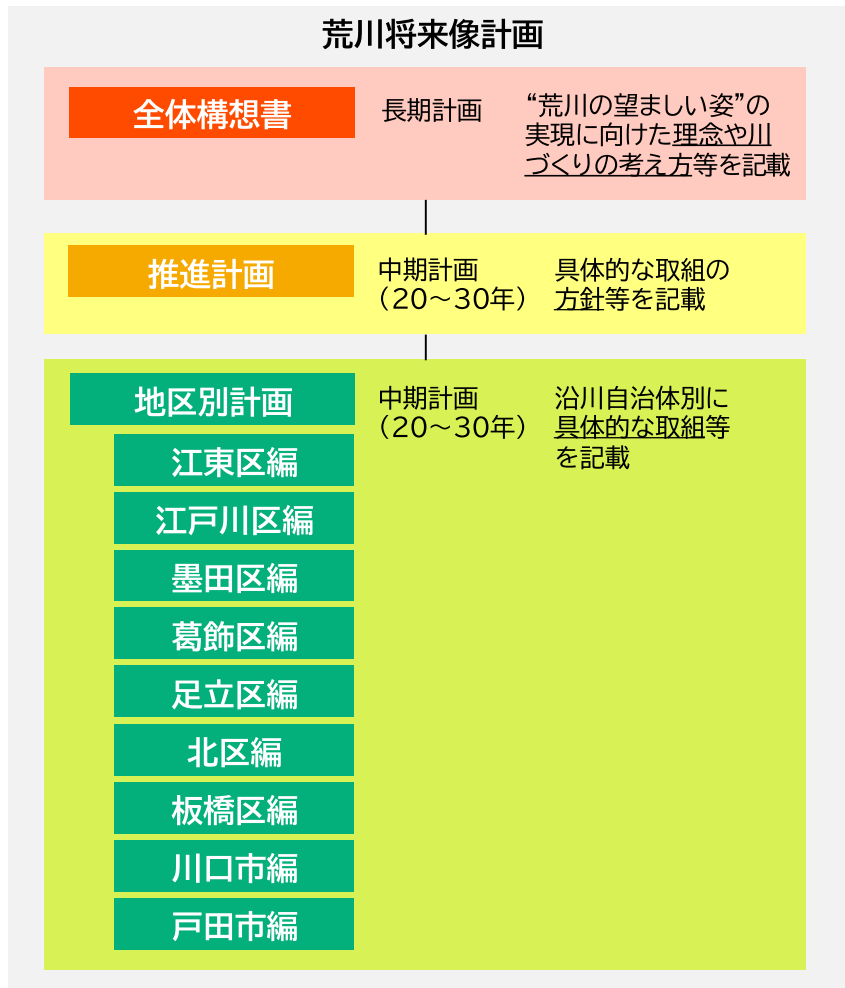 荒川将来像計画
全体構想書
長期計画
“荒川の望ましい姿”の
実現に向けた理念や川
づくりの考え方等を記載
推進計画
中期計画
（20～30年）
具体的な取組の
方針等を記載
地区別計画
中期計画
（20～30年）
沿川自治体別に
具体的な取組等
を記載
江東区編
江戸川区編
墨田区編
葛飾区編
足立区編
北区編
板橋区編
川口市編
戸田市編